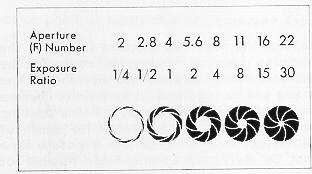 Aperture
(F) Number 2 2.8 4 5.6 8 11 16 22
Exposure
Ratio 1/4 1/2 1 2 4 8 15 30